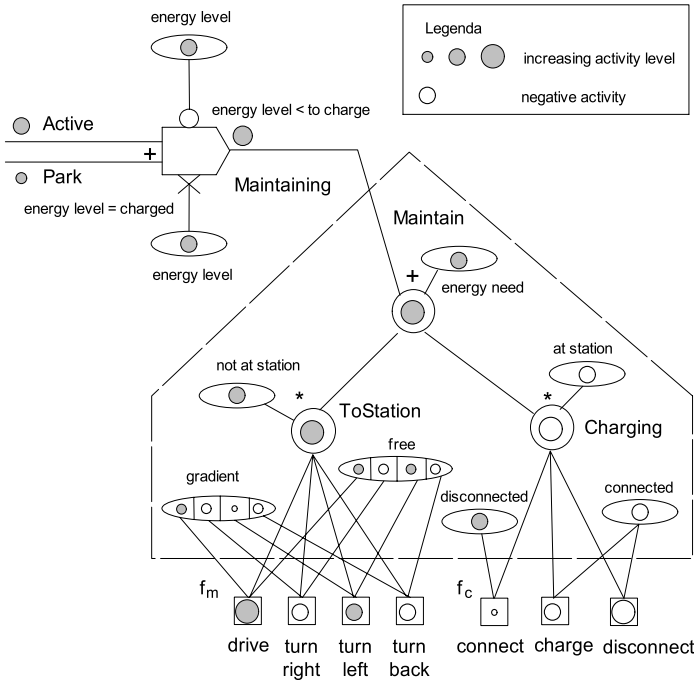 energy level
Legenda
increasing activity level
negative activity
energy level < to charge
Active
+
Park
Maintaining
energy level = charged
energy level
Maintain
+
energy need
not at station
at station
*
*
ToStation
Charging
free
gradient
disconnected
connected
fm
fc
drive
turn
right
turn
left
turn
back
connect
charge
disconnect